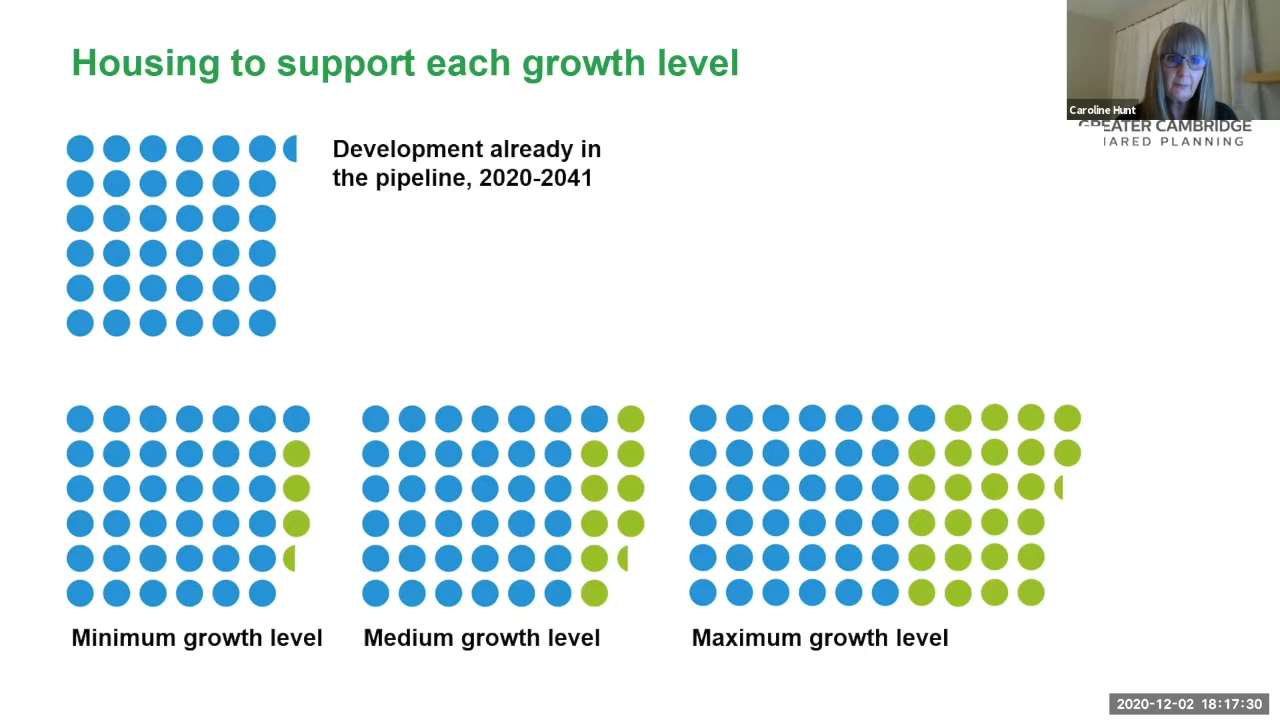 Housing to support each growth level
Caroline Hunt
GREATER CAMBRIDGE
HARED PLANNING
Development already in
the pipeline, 2020-2041
Minimum growth level
Medium growth level
Maximum growth level
2020-12-02 18:17:30